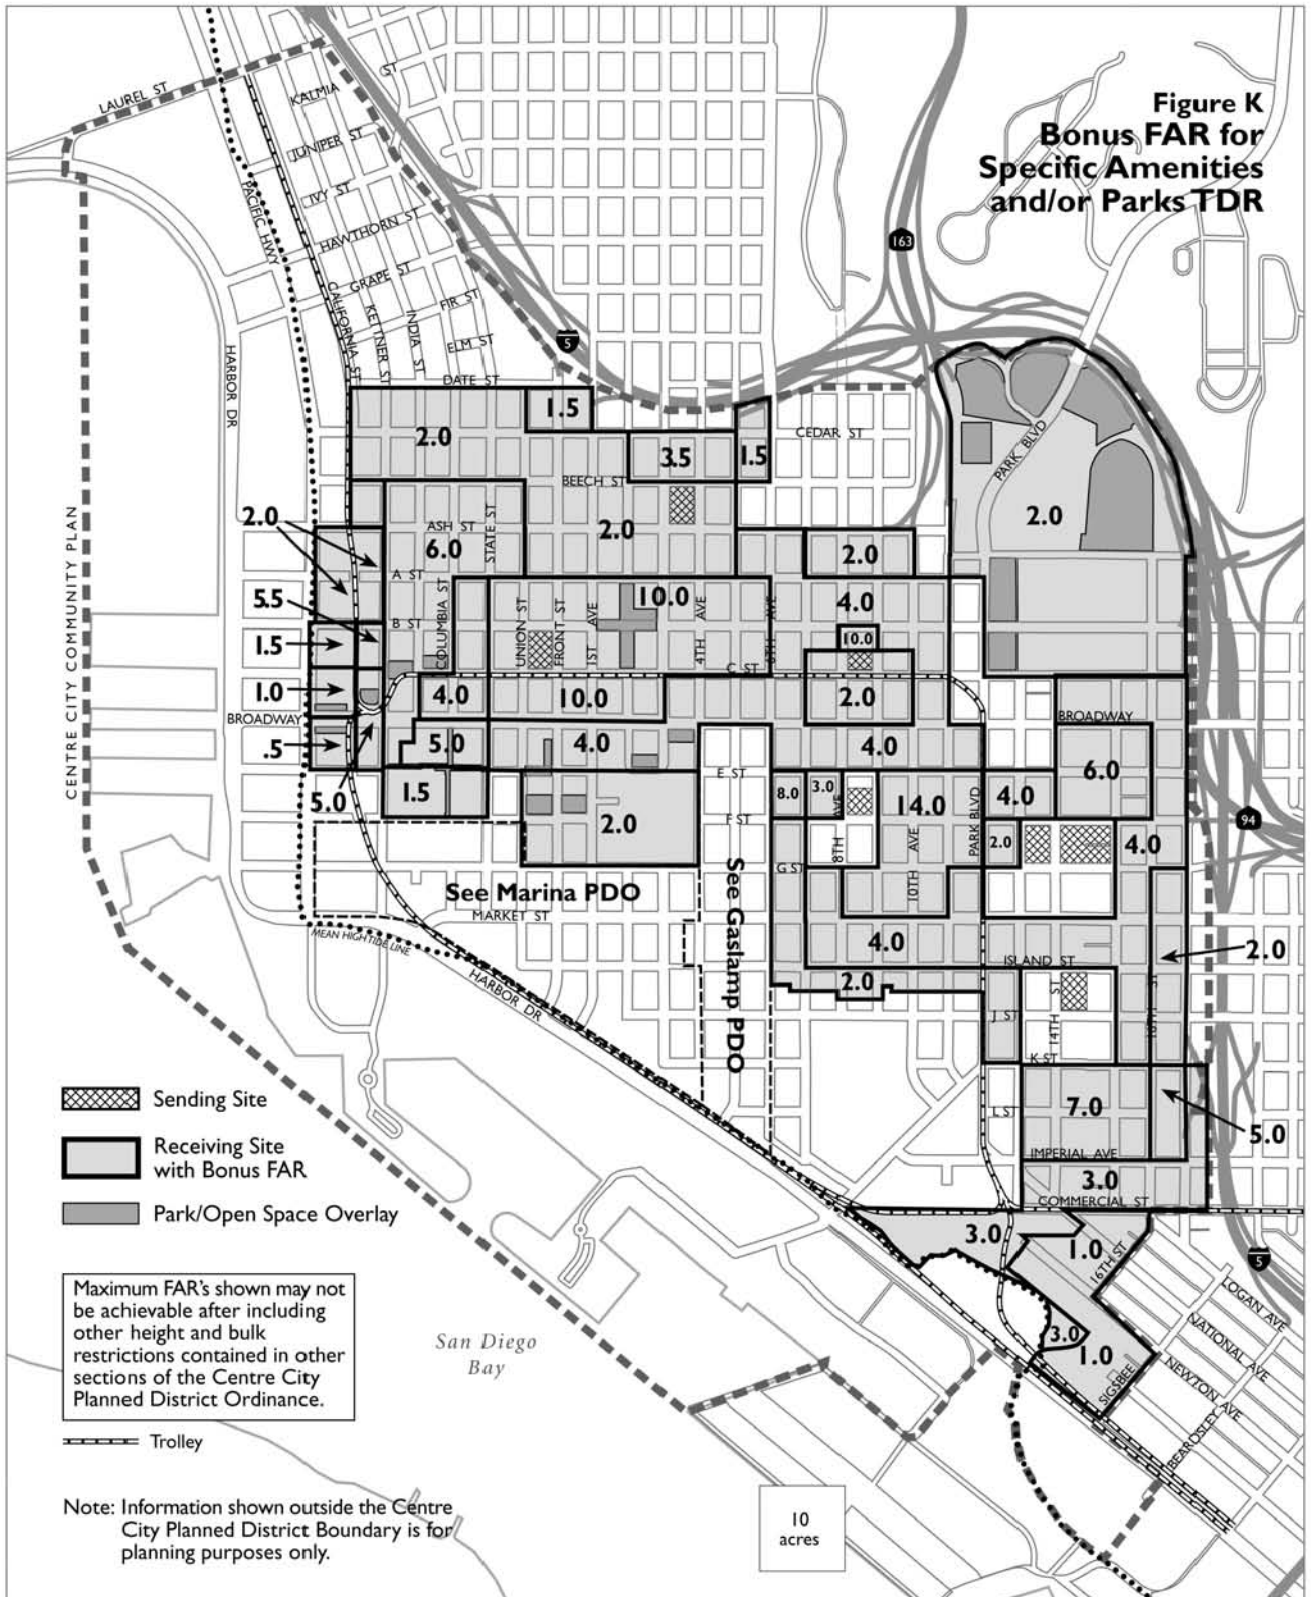 Figure K
Bonus FAR for
Specific Amenities
and/or Parks TDR
LAUREL ST
ST
KALMIA
JUNIPER ST
IVY ST
HAWTHORN ST
GRAPE ST
FIR ST
ELM ST
DATE ST
PACIFIC HWY
CALIFORNIA ST
KETTNER ST
INDIA ST
HARBOR DR
163
5
CEDAR ST
PARK BLVD
1.5
2.0
3.5
1.5
BEECH ST
2.0
2.0
ASH ST
6.0
STATE ST
2.0
2.0
A ST
5.5
B ST
COLUMBIA ST
UNION ST
FRONT ST
1ST AVE
10.0
4TH AVE
6TH AVE
4.0
10.0
1.5
C ST
1.0
4.0
10.0
2.0
BROADWAY
BROADWAY
.5
5.0
4.0
4.0
6.0
E ST
5.0
1.5
2.0
F ST
8.0
3.0
8TH AVE
14.0
10TH AVE
PARK BLVD
4.0
2.0
4.0
94
G ST
See Marina PDO
MARKET ST
See Gaslamp PDO
MEAN HIGH TIDE LINE
HARBOR DR
4.0
ISLAND ST
2.0
2.0
J ST
14TH ST
16TH ST
K ST
L ST
7.0
5.0
IMPERIAL AVE
3.0
COMMERCIAL ST
3.0
1.0
16TH ST
5
LOGAN AVE
NATIONAL AVE
3.0
1.0
NEWTON AVE
SIGSBEE
BEARDSLEY
CENTRE CITY COMMUNITY PLAN
San Diego
Bay
Sending Site
Receiving Site
with Bonus FAR
Park/Open Space Overlay
Maximum FAR's shown may not
be achievable after including
other height and bulk
restrictions contained in other
sections of the Centre City
Planned District Ordinance.
Trolley
Note: Information shown outside the Centre
City Planned District Boundary is for
planning purposes only.
10
acres